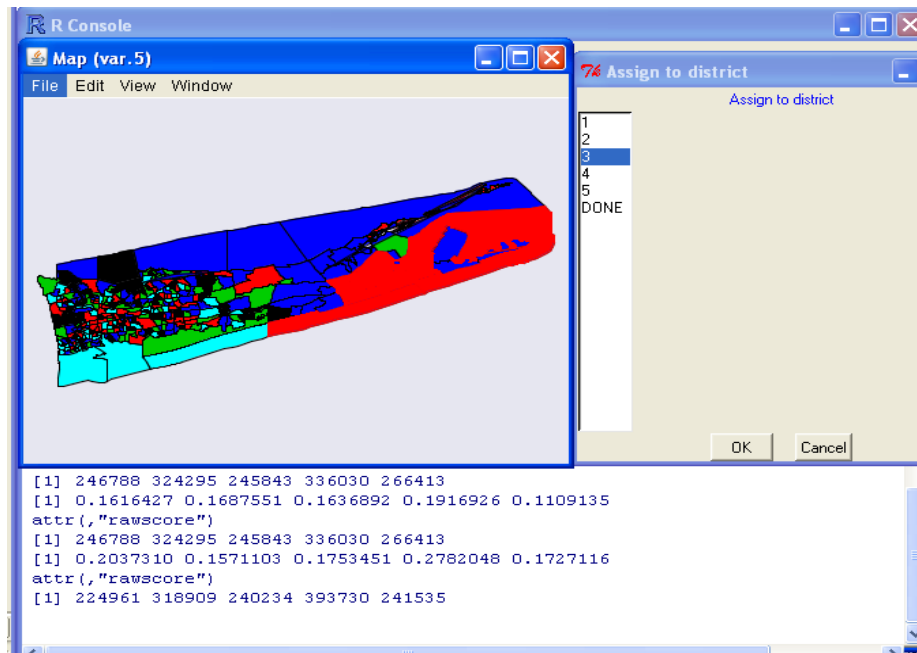 R Console
Map (var.5)
File Edit View Window
Assign to district
Assign to district
1
2
3
4
5
DONE
OK Cancel
[1] 246788 324295 245843 336030 266413
[1] 0.1616427 0.1687551 0.1636892 0.1916926 0.1109135
attr(,"rawscore")
[1] 246788 324295 245843 336030 266413
[1] 0.2037310 0.1571103 0.1753451 0.2782048 0.1727116
attr(,"rawscore")
[1] 224961 318909 240234 393730 241535